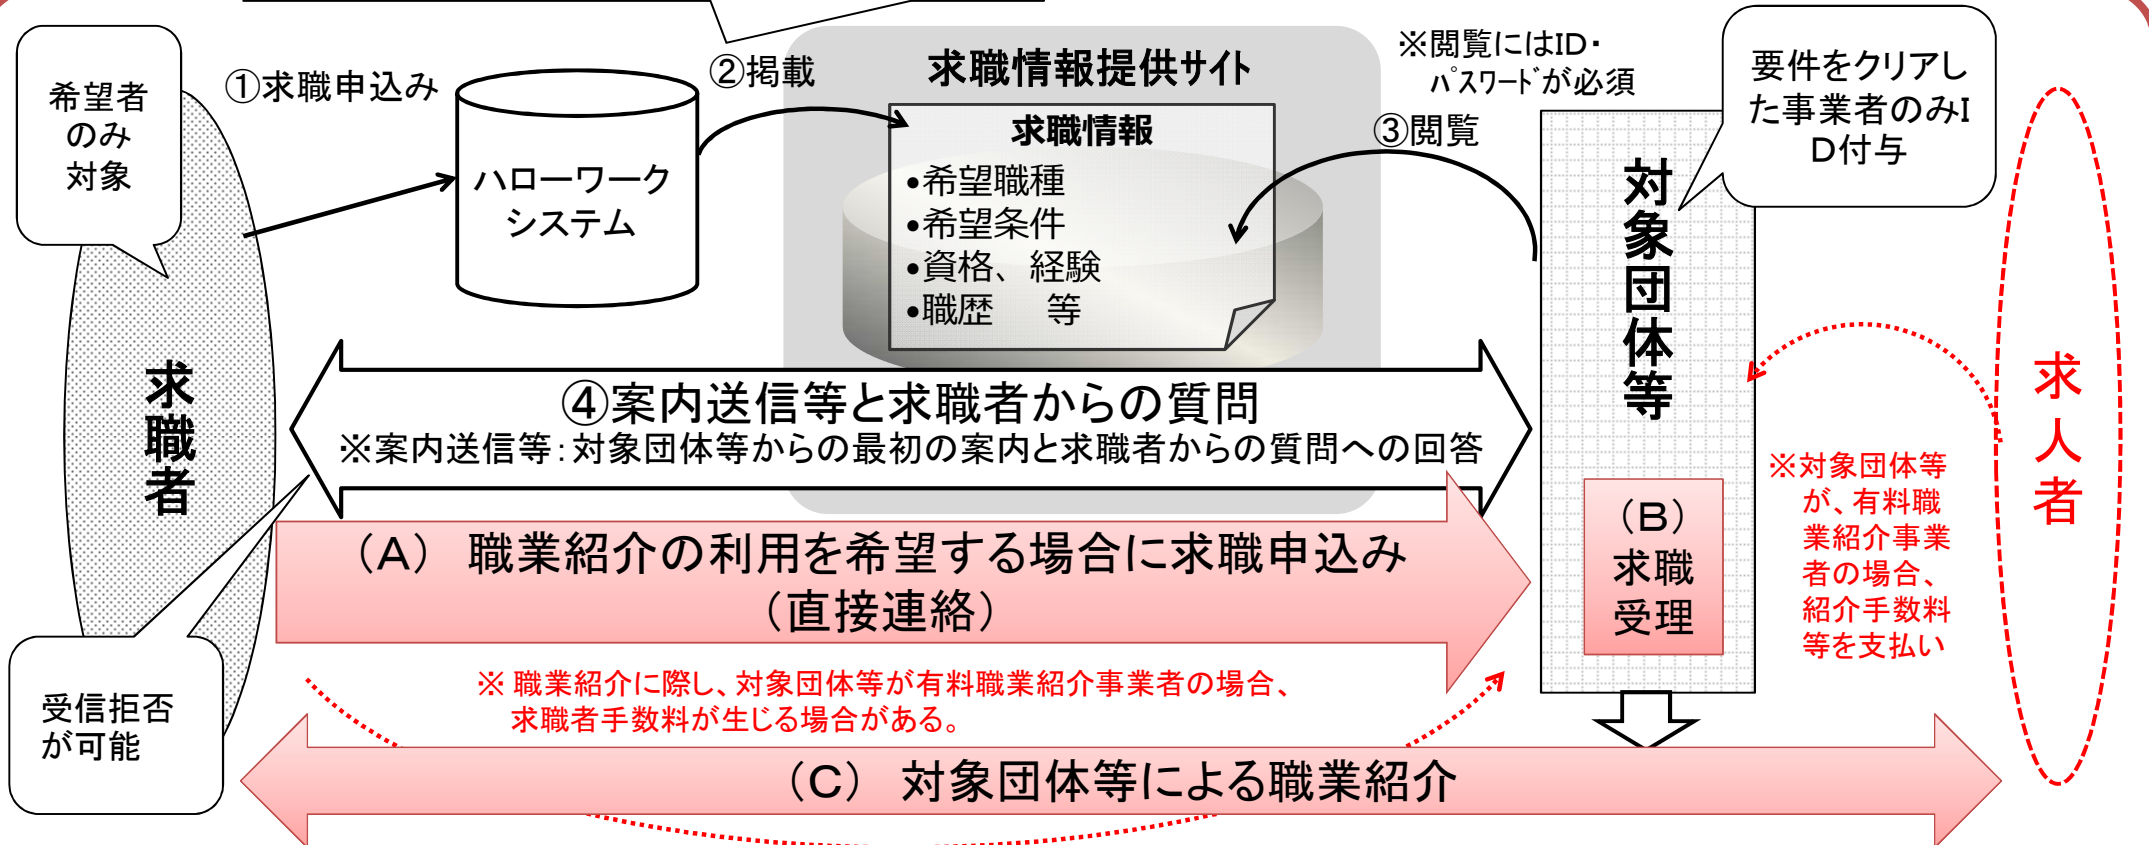 希望者
のみ
対象
①求職申込み
ハローワーク
システム
②掲載
求職情報提供サイト
求職情報
•希望職種
•希望条件
•資格、経験
•職歴　等
※閲覧にはID・
ﾊﾟｽﾜｰﾄﾞが必須
③閲覧
要件をクリアし
た事業者のみI
D付与
対象団体等
求職者
求人者
④案内送信等と求職者からの質問
※案内送信等：対象団体等からの最初の案内と求職者からの質問への回答
（A）　職業紹介の利用を希望する場合に求職申込み
（直接連絡）
（B）
求職
受理
※対象団体等
が、有料職
業紹介事業
者の場合、
紹介手数料
等を支払い
受信拒否
が可能
※ 職業紹介に際し、対象団体等が有料職業紹介事業者の場合、
求職者手数料が生じる場合がある。
（C）　対象団体等による職業紹介